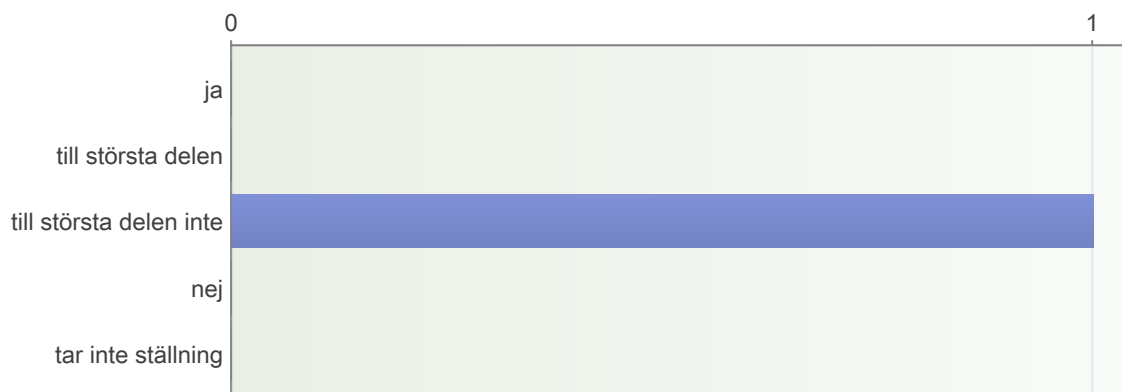 0 1
ja
till största delen
till största delen inte
nej
tar inte ställning